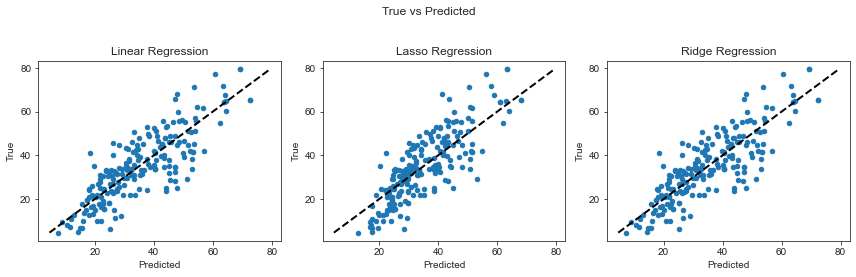 True vs Predicted
Linear Regression
80
60
40
20
True
20 40 60 80
Predicted
Lasso Regression
80
60
40
20
True
20 40 60 80
Predicted
Ridge Regression
80
60
40
20
True
20 40 60 80
Predicted